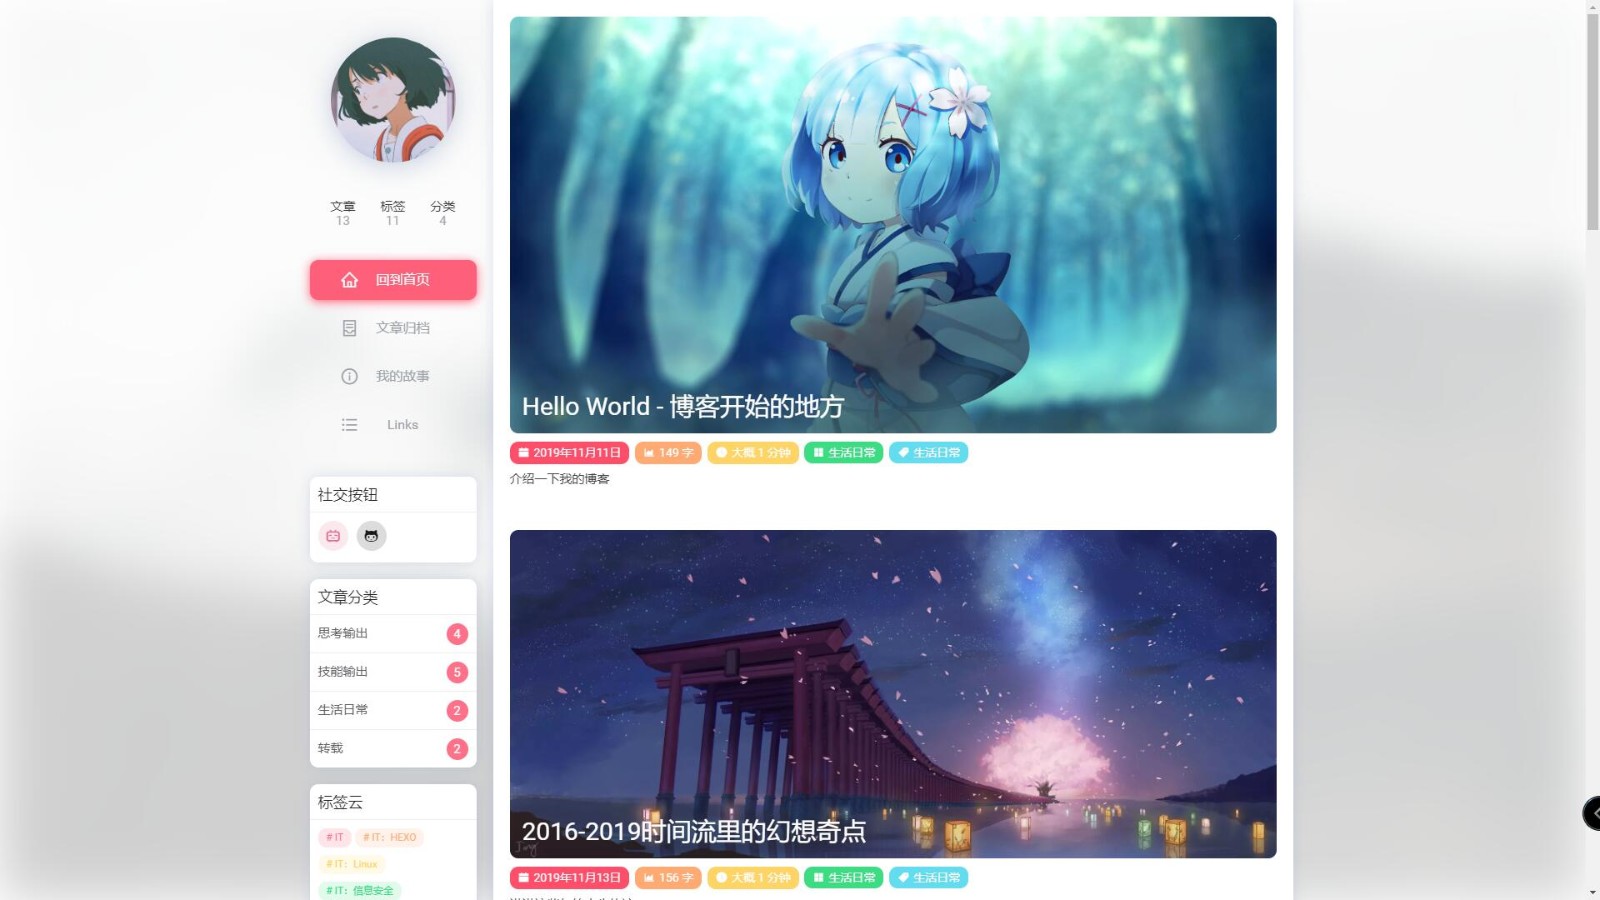 文章 标签 分类
13 11 4
回到首页
文章归档
我的故事
Links
社交按钮
文章分类
思考输出 4
技能输出 5
生活日常 2
转载 2
标签云
# IT # IT: HEXO
# IT: Linux
# IT: 信息安全
Hello World - 博客开始的地方
2019年11月11日 149 字 大概 1 分钟 生活日常 生活日常
介绍一下我的博客
2016-2019时间流里的幻想奇点
2019年11月13日 156 字 大概 1 分钟 生活日常 生活日常